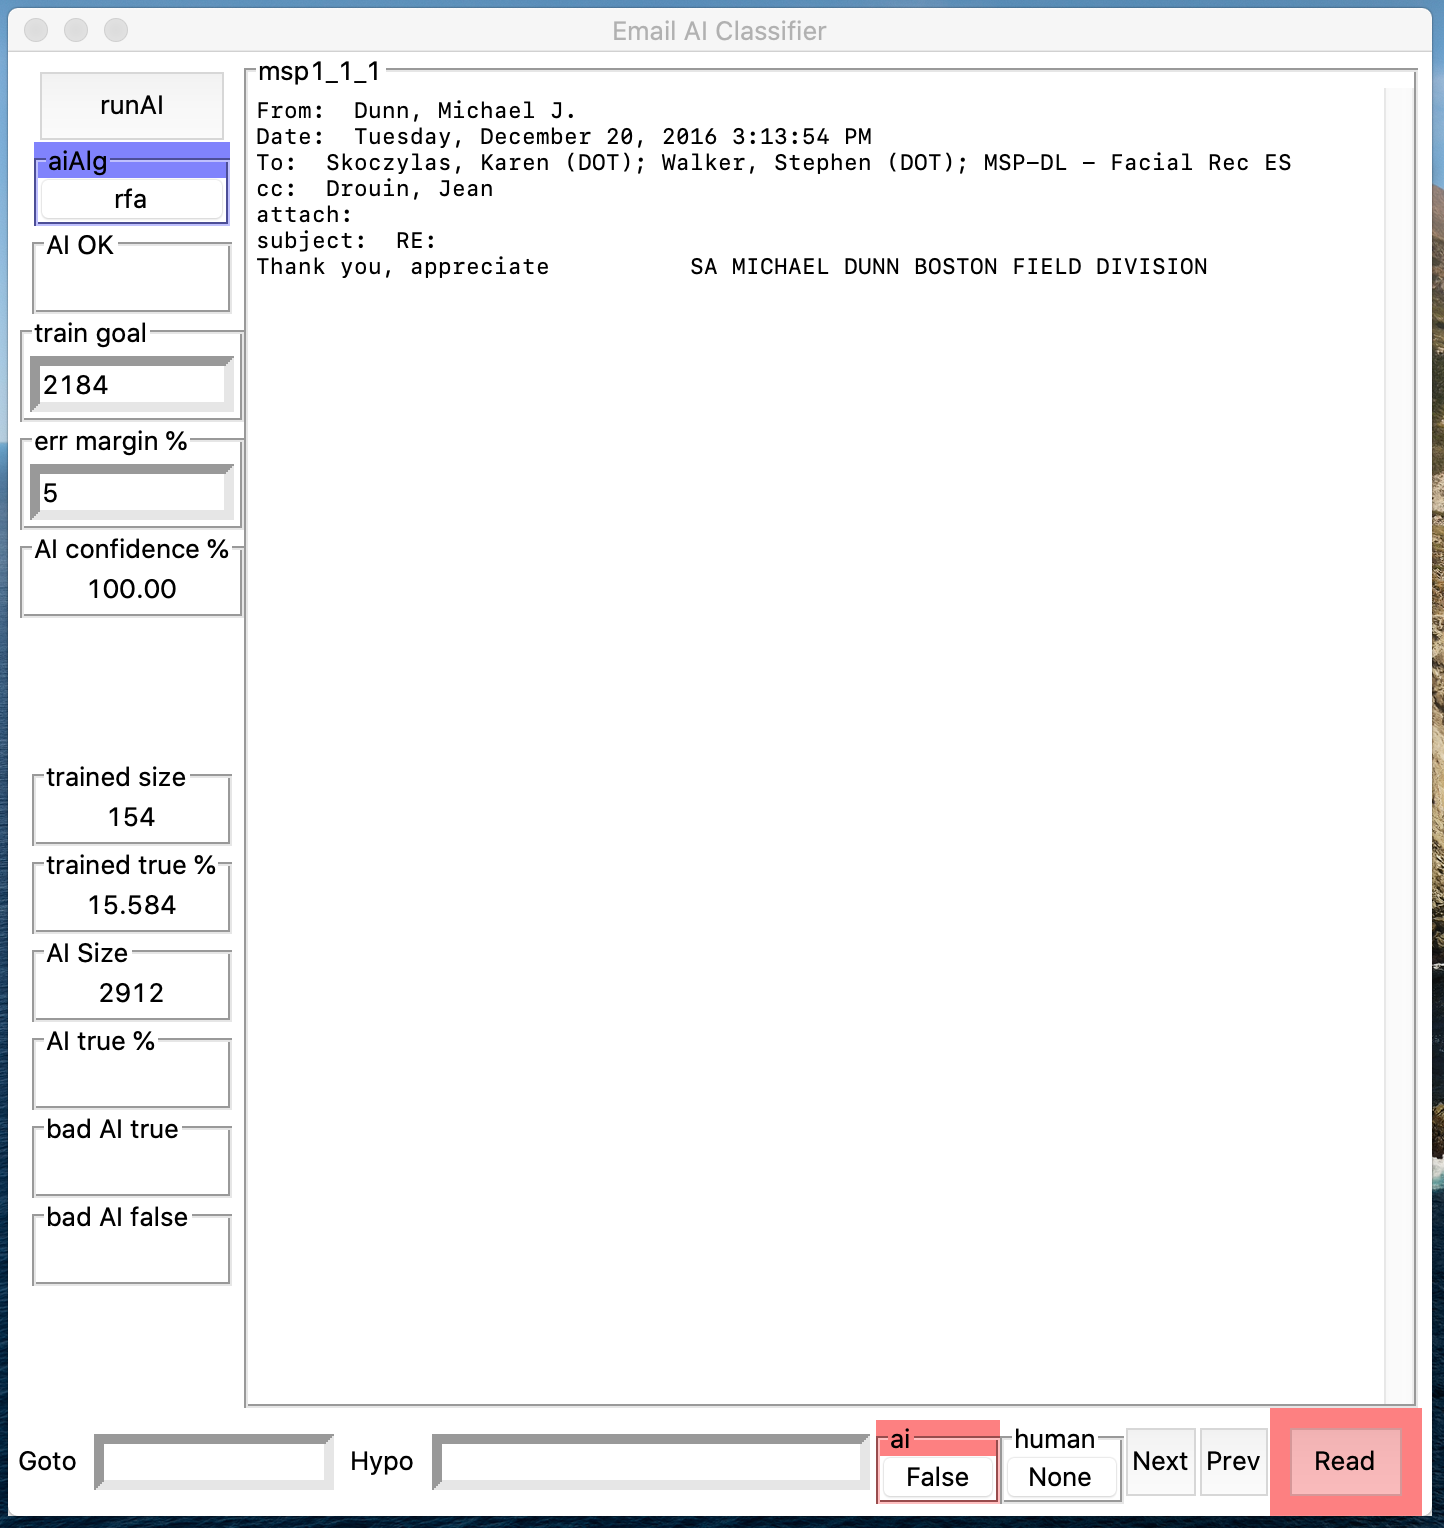 Email AI Classifier
runAI
aiAlg
rfa
AI OK
train goal
2184
err margin %
5
AI confidence %
100.00
trained size
154
trained true %
15.584
AI Size
2912
AI true %
bad AI true
bad AI false
msp1_1_1
From:  Dunn, Michael J.
Date:  Tuesday, December 20, 2016 3:13:54 PM
To:  Skoczylas, Karen (DOT); Walker, Stephen (DOT); MSP-DL - Facial Rec ES
cc:  Drouin, Jean
attach:
subject:  RE:
Thank you, appreciate          SA MICHAEL DUNN BOSTON FIELD DIVISION
Goto
Hypo
ai
False
human
None
Next
Prev
Read